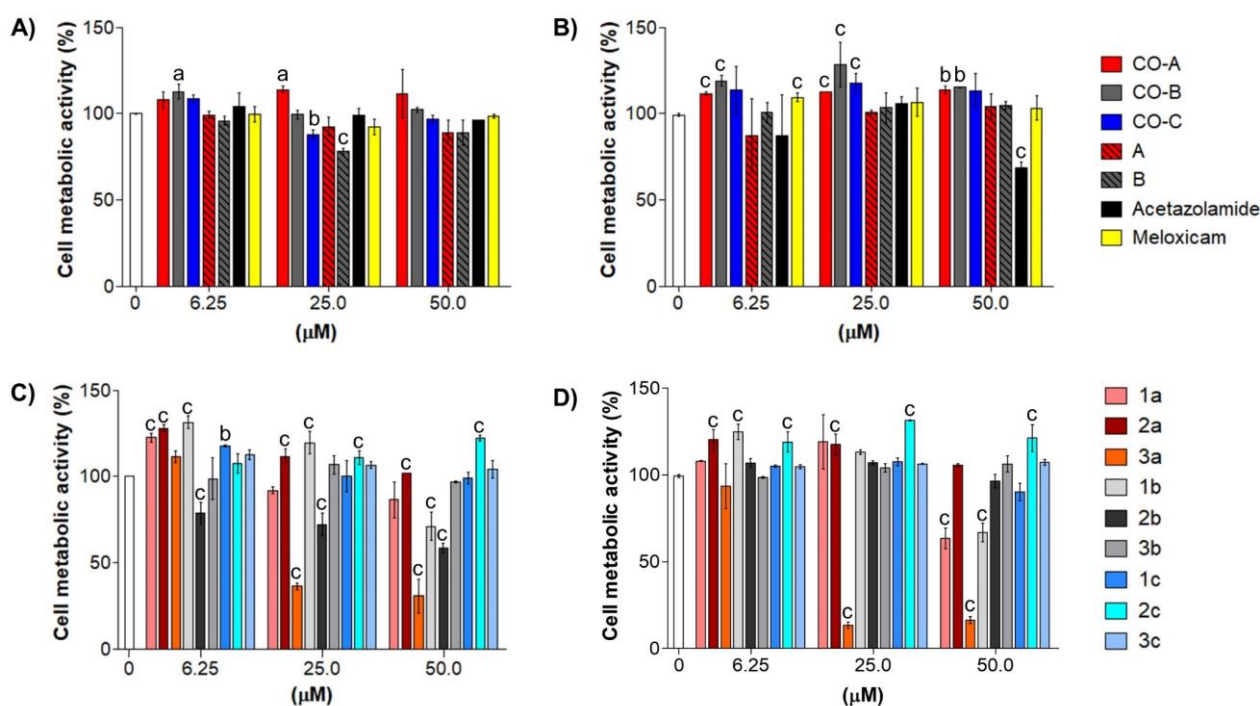 A)
Cell metabolic activity (%)
150
100
50
0
a
a
b
c
0 6.25 25.0 50.0
(μM)
B)
Cell metabolic activity (%)
150
100
50
0
c c c
c c c
b b c
0 6.25 25.0 50.0
(μM)
CO-A
CO-B
CO-C
A
B
Acetazolamide
Meloxicam
C)
Cell metabolic activity (%)
150
100
50
0
c c c c b
c c c c c
c c c c c
0 6.25 25.0 50.0
(μM)
D)
Cell metabolic activity (%)
150
100
50
0
c c c
c c c
c c c c
0 6.25 25.0 50.0
(μM)
1a
2a
3a
1b
2b
3b
1c
2c
3c